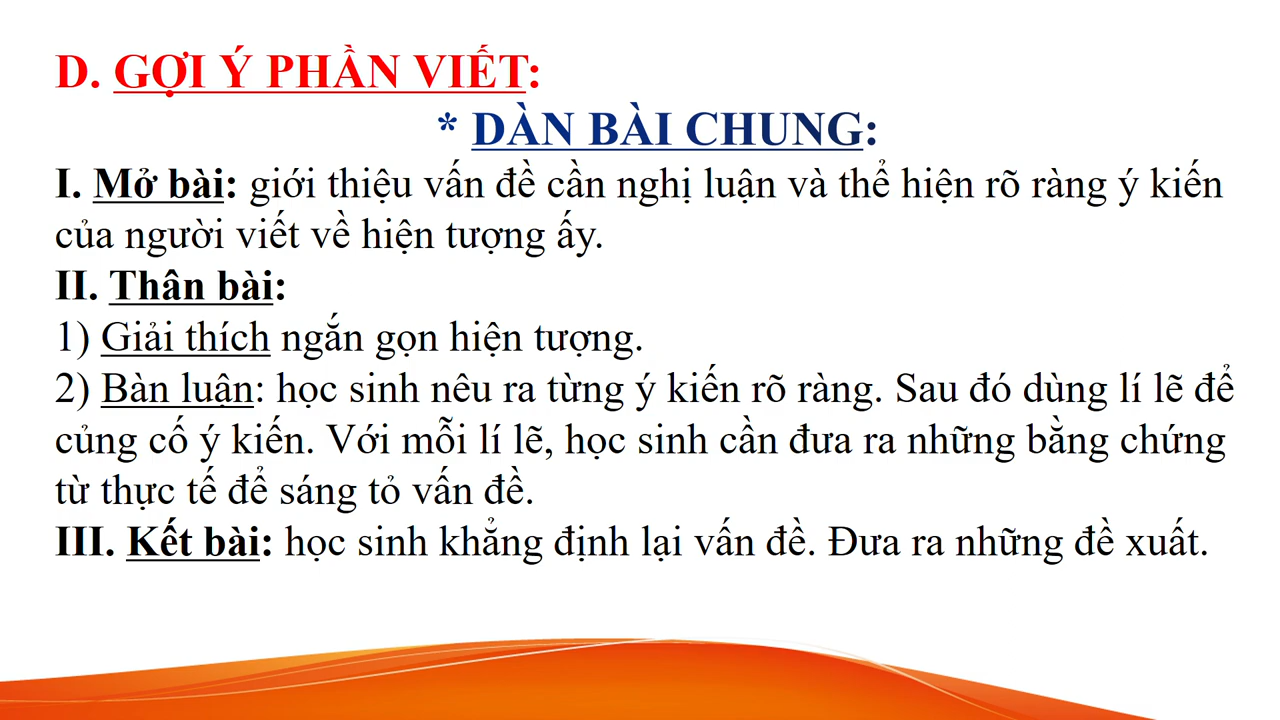 D. GỢI Ý PHẦN VIẾT:
* DÀN BÀI CHUNG:
I. Mở bài: giới thiệu vấn đề cần nghị luận và thể hiện rõ ràng ý kiến
của người viết về hiện tượng ấy.
II. Thân bài:
1) Giải thích ngắn gọn hiện tượng.
2) Bàn luận: học sinh nêu ra từng ý kiến rõ ràng. Sau đó dùng lí lẽ để
củng cố ý kiến. Với mỗi lí lẽ, học sinh cần đưa ra những bằng chứng
từ thực tế để sáng tỏ vấn đề.
III. Kết bài: học sinh khẳng định lại vấn đề. Đưa ra những đề xuất.